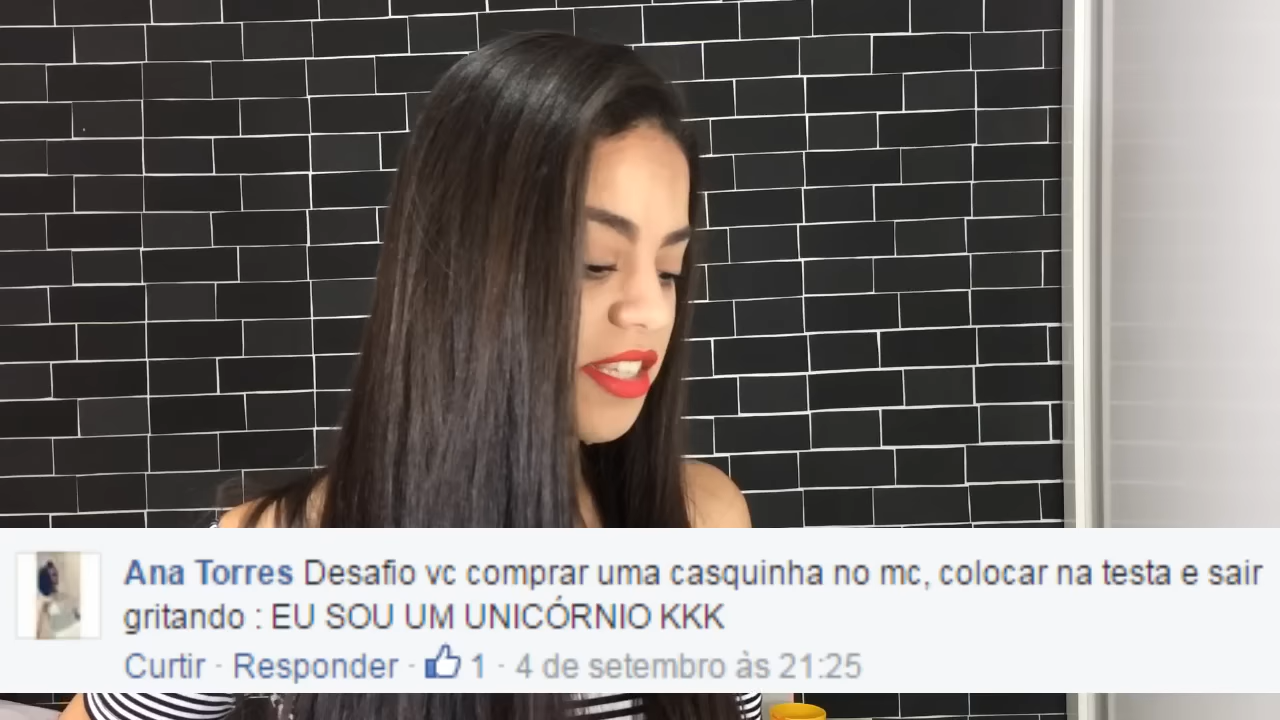 Ana Torres Desafio vc comprar uma casquinha no mc, colocar na testa e sair
gritando : EU SOU UM UNICÓRNIO KKK
Curtir · Responder · 1 · 4 de setembro às 21:25